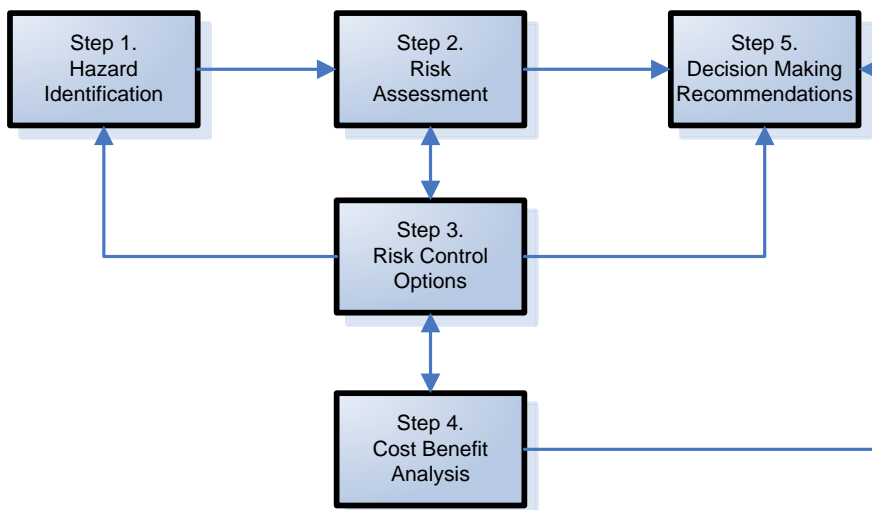 Step 1.
Hazard
Identification
Step 2.
Risk
Assessment
Step 5.
Decision Making
Recommendations
Step 3.
Risk Control
Options
Step 4.
Cost Benefit
Analysis